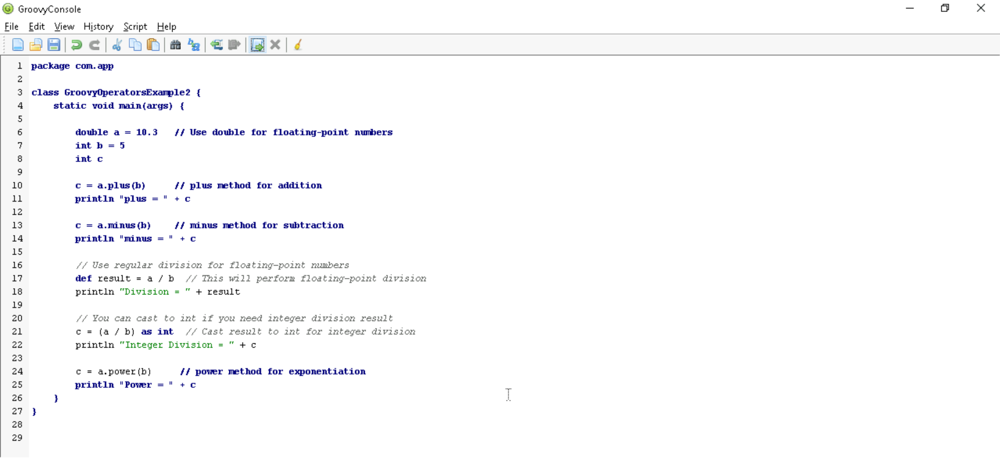 GroovyConsole
File Edit View History Script Help
1 package com.app
2
3 class GroovyOperatorsExample2 {
4     static void main(args) {
5
6         double a = 10.3   // Use double for floating-point numbers
7         int b = 5
8         int c
9
10         c = a.plus(b)     // plus method for addition
11         println "plus = " + c
12
13         c = a.minus(b)    // minus method for subtraction
14         println "minus = " + c
15
16         // Use regular division for floating-point numbers
17         def result = a / b  // This will perform floating-point division
18         println "Division = " + result
19
20         // You can cast to int if you need integer division result
21         c = (a / b) as int  // Cast result to int for integer division
22         println "Integer Division = " + c
23
24         c = a.power(b)     // power method for exponentiation
25         println "Power = " + c
26     }
27 }
28
29